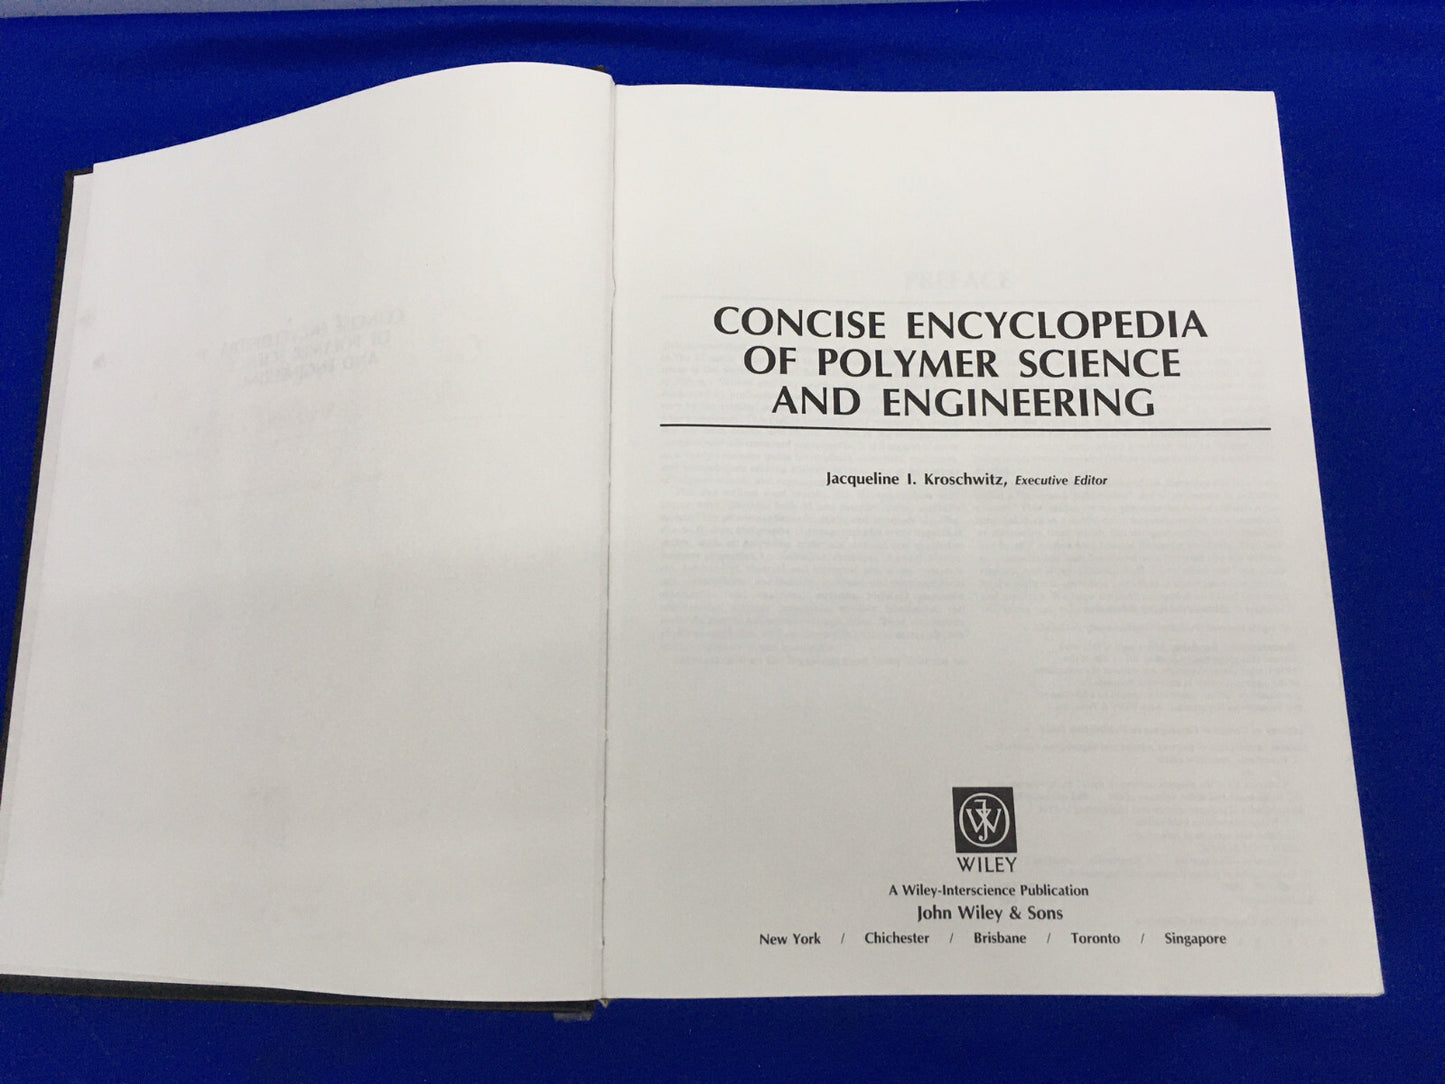 PREFACE
CONCISE ENCYCLOPEDIA
OF POLYMER SCIENCE
AND ENGINEERING
Jacqueline I. Kroschwitz, Executive Editor
WILEY
A Wiley-Interscience Publication
John Wiley & Sons
New York / Chichester / Brisbane / Toronto / Singapore